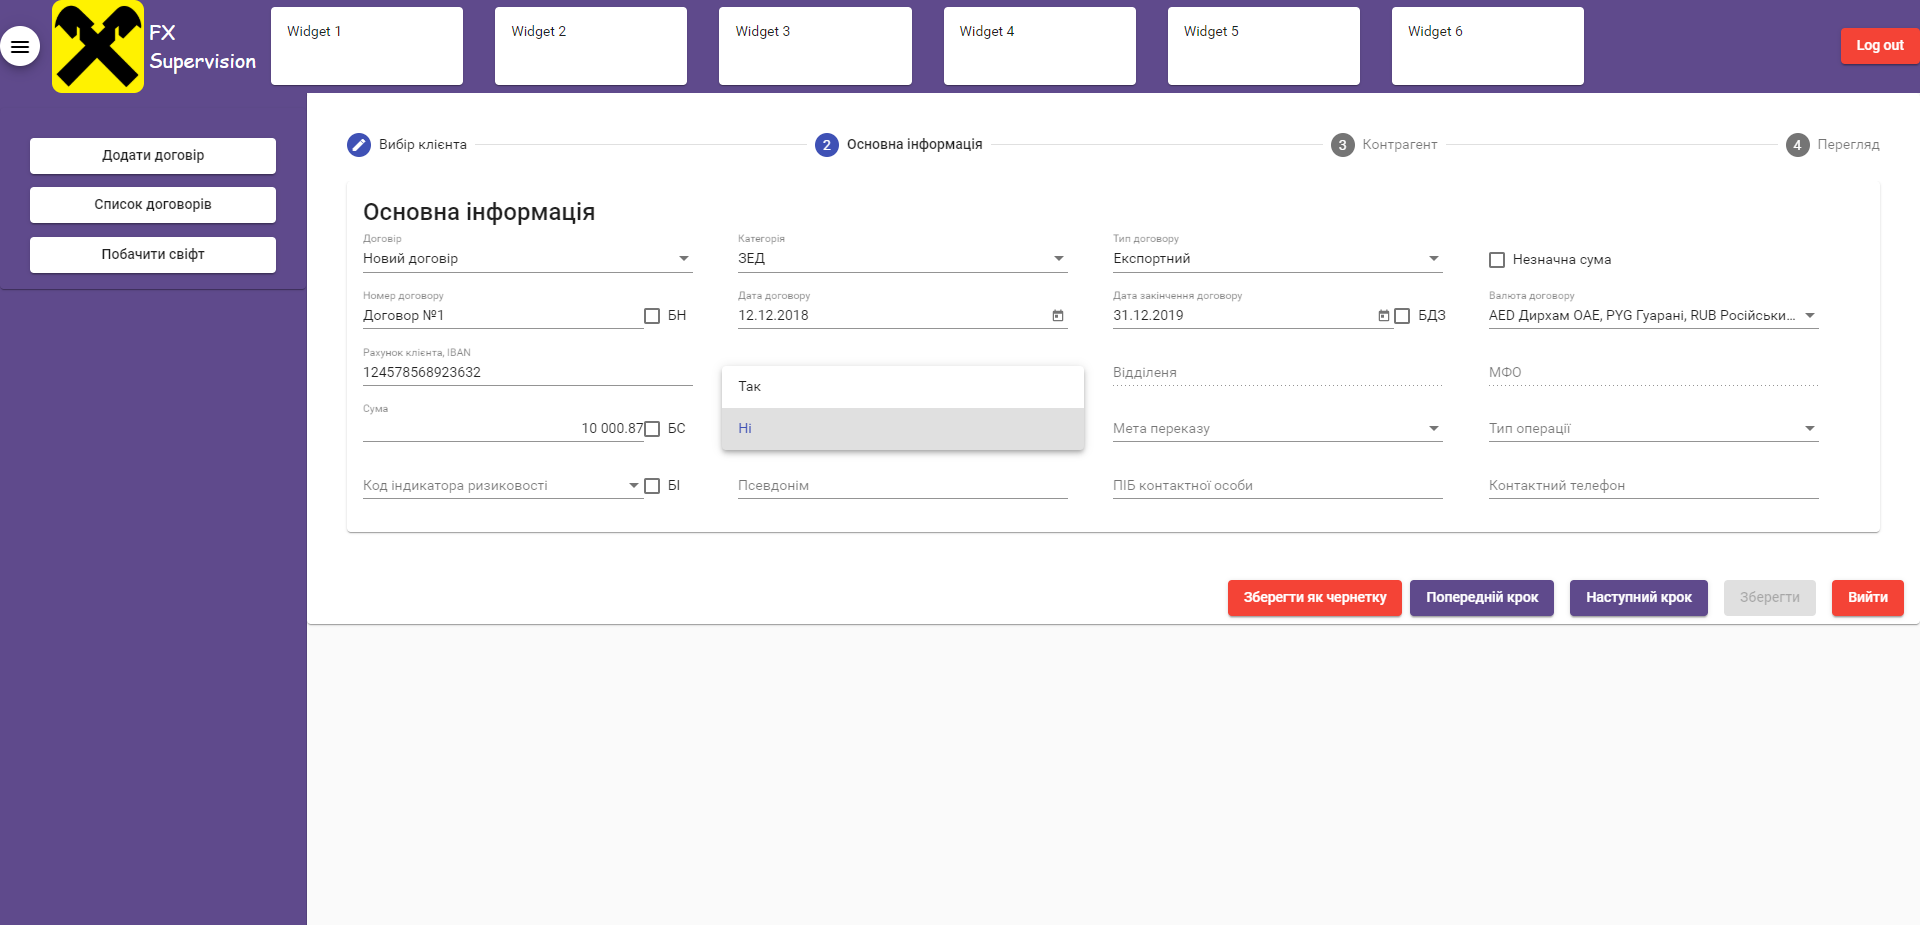 FX
Supervision
Widget 1
Widget 2
Widget 3
Widget 4
Widget 5
Widget 6
Log out
Додати договір
Список договорів
Побачити свіфт
Вибір клієнта
2 Основна інформація
3 Контрагент
4 Перегляд
Основна інформація
Договір
Новий договір
Категорія
ЗЕД
Тип договору
Експортний
Незначна сума
Номер договору
Договор №1
БН
Дата договору
12.12.2018
Дата закінчення договору
31.12.2019
БДЗ
Валюта договору
AED Дирхам ОАЕ, PYG Гуарані, RUB Російськи...
Рахунок клієнта, IBAN
124578568923632
Так
Ні
Відділеня
МФО
Сума
10 000.87
БС
Мета переказу
Тип операції
Код індикатора ризиковості
БІ
Псевдонім
ПІБ контактної особи
Контактний телефон
Зберегти як чернетку
Попередній крок
Наступний крок
Зберегти
Вийти